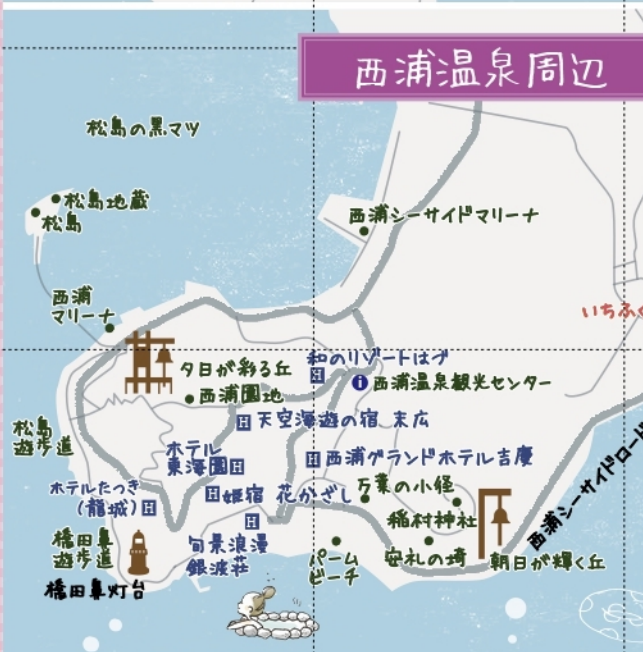 西浦温泉周辺
松島の黒マツ
松島地蔵
松島
西浦シーサイドマリーナ
西浦
マリーナ
いちふく
和のリゾートはづ
夕日が彩る丘
西浦温泉観光センター
西浦園地
天空海遊の宿 末広
松島
遊歩道
ホテル
東海園
西浦グランドホテル吉慶
西浦シーサイドロード
ホテルたつき
(龍城)
姫宿 花かざし
万葉の小径
稲村神社
橋田鼻
遊歩道
旬景浪漫
銀波荘
パーム
ビーチ
安礼の埼
朝日が輝く丘
橋田鼻灯台